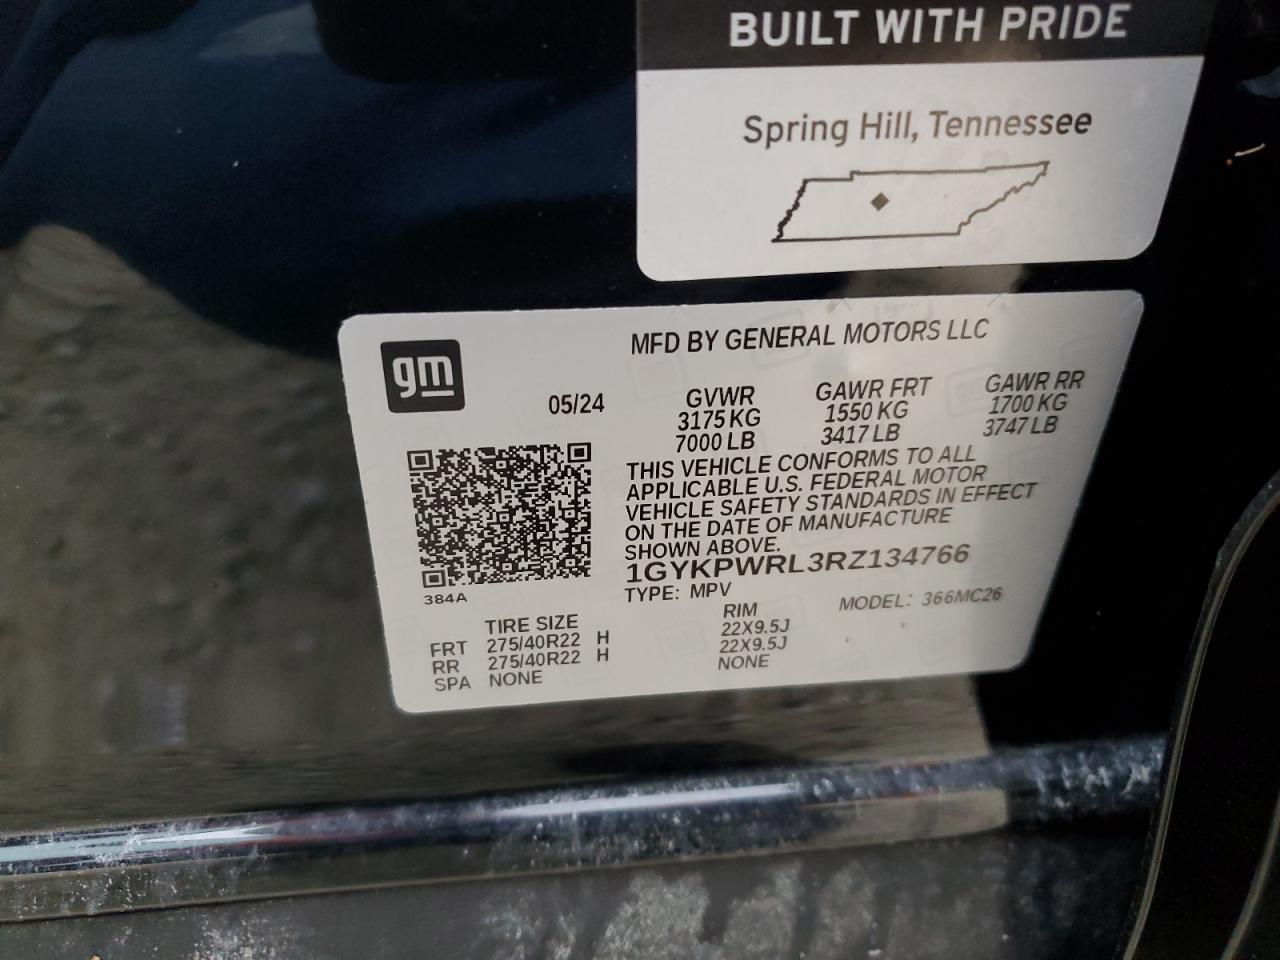 BUILT WITH PRIDE
Spring Hill, Tennessee
gm
MFD BY GENERAL MOTORS LLC
05/24
GVWR GAWR FRT GAWR RR
3175 KG 1550 KG 1700 KG
7000 LB 3417 LB 3747 LB
THIS VEHICLE CONFORMS TO ALL
APPLICABLE U.S. FEDERAL MOTOR
VEHICLE SAFETY STANDARDS IN EFFECT
ON THE DATE OF MANUFACTURE
SHOWN ABOVE.
1GYKPWRL3RZ134766
384A
TYPE: MPV MODEL: 366MC26
TIRE SIZE RIM
FRT 275/40R22 H 22X9.5J
RR 275/40R22 H 22X9.5J
SPA NONE NONE